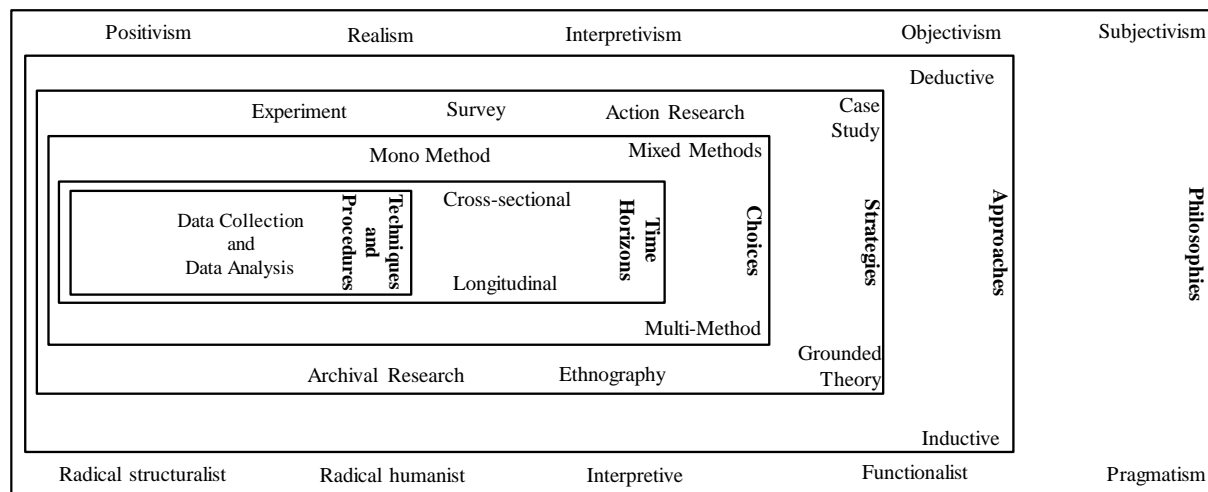 Positivism Realism Interpretivism Objectivism Subjectivism
Deductive
Experiment Survey Action Research Case
Study
Mono Method Mixed Methods
Cross-sectional
Data Collection
and
Data Analysis
Techniques
and
Procedures
Time
Horizons
Choices
Strategies
Approaches
Philosophies
Longitudinal
Multi-Method
Archival Research Ethnography Grounded
Theory
Inductive
Radical structuralist Radical humanist Interpretive Functionalist Pragmatism